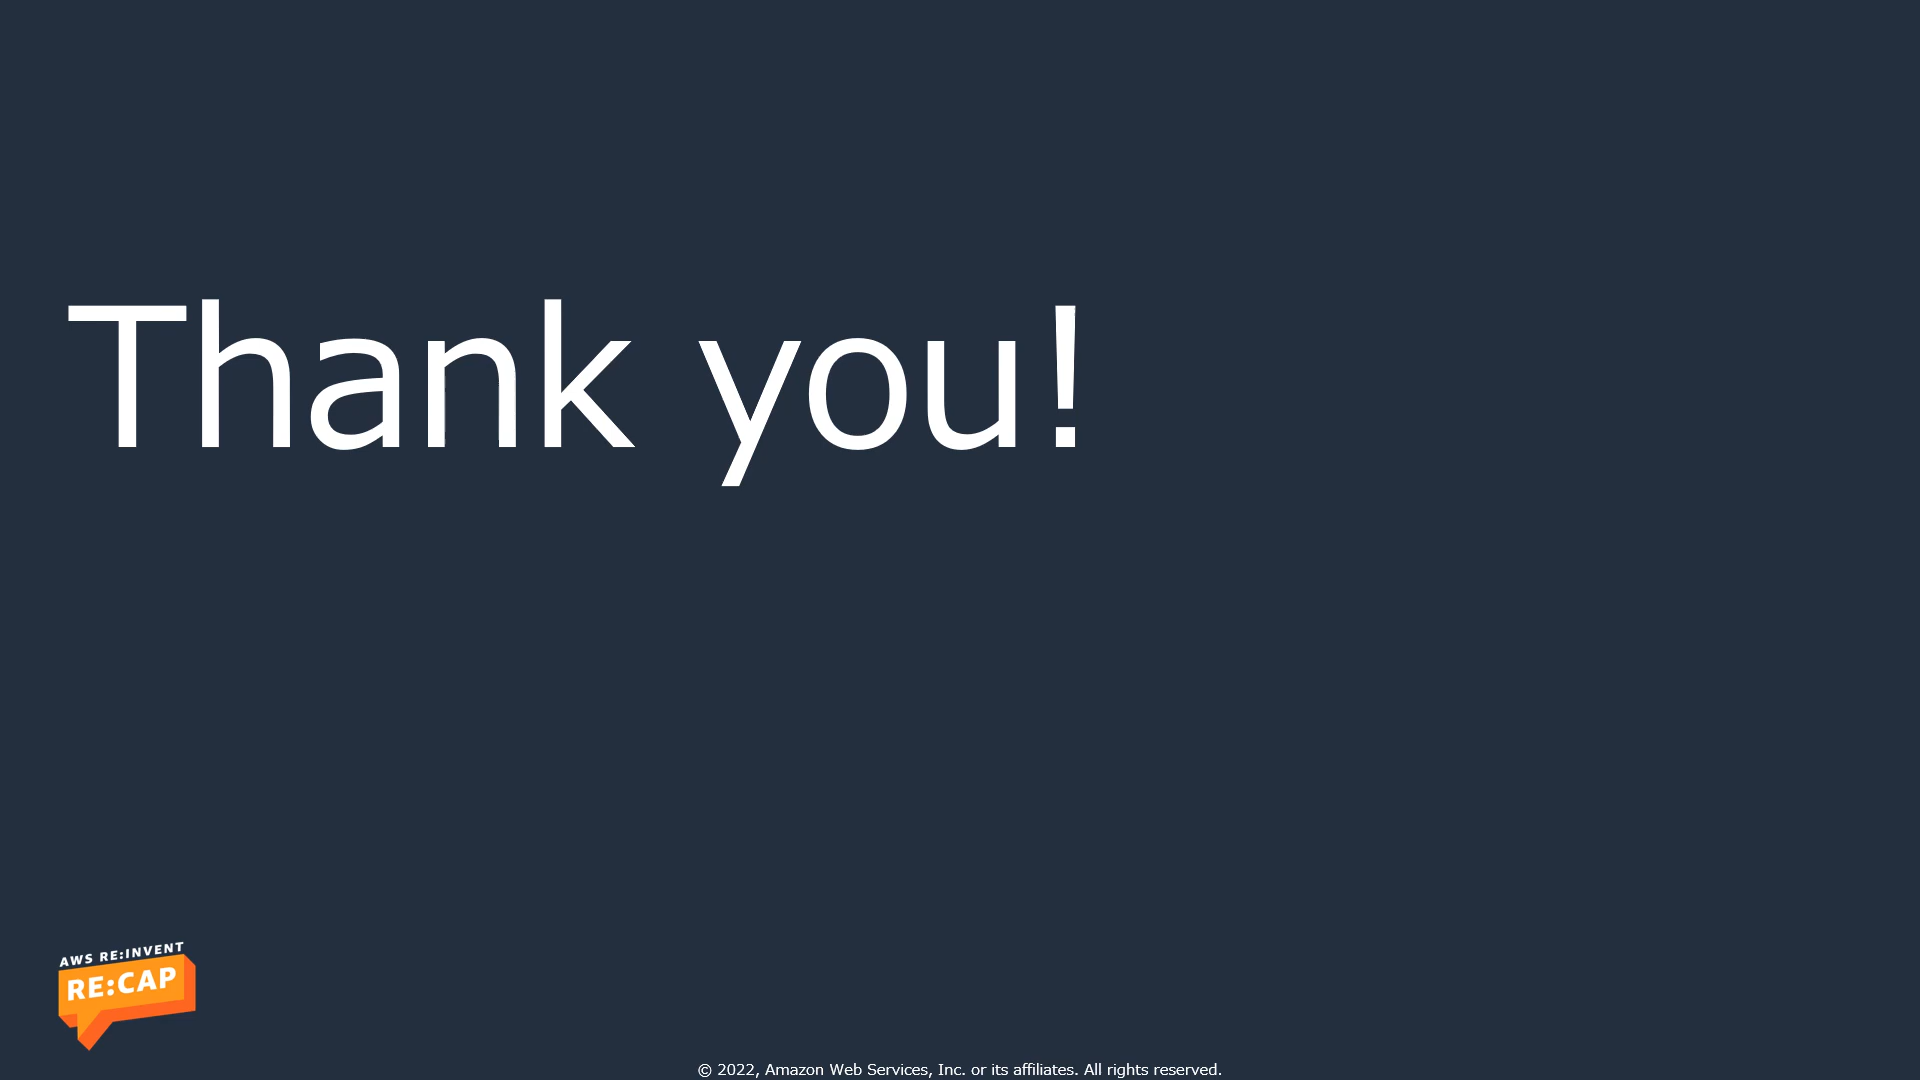 Thank you!
AWS RE:INVENT
RE:CAP
© 2022, Amazon Web Services, Inc. or its affiliates. All rights reserved.